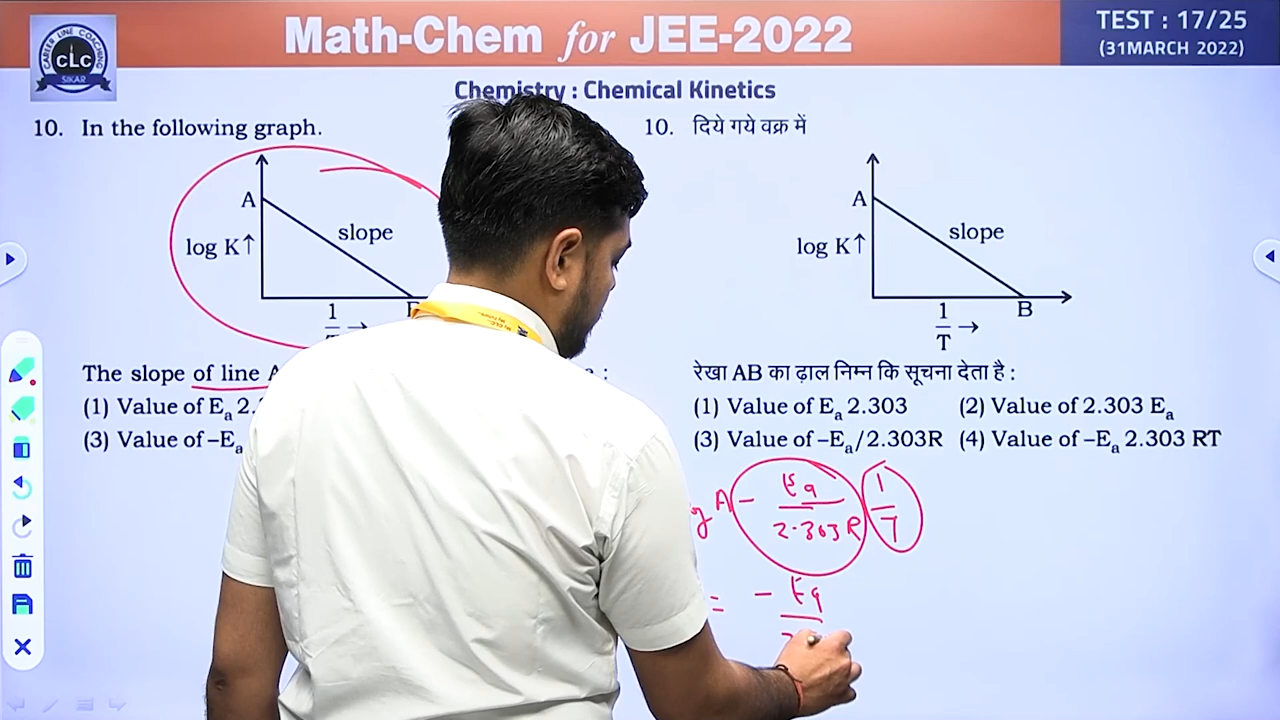 Math-Chem for JEE-2022
TEST : 17/25
(31MARCH 2022)
CAREER LINE COACHING
CLC
SIKAR
Chemistry : Chemical Kinetics
10. In the following graph.
A
log K↑
slope
1
→
The slope of line A
(1) Value of Eₐ 2.
(3) Value of –Eₐ
10. दिये गये वक्र में
A
log K↑
slope
B
1/T →
रेखा AB का ढ़ाल निम्न कि सूचना देता है :
(1) Value of Eₐ 2.303 (2) Value of 2.303 Eₐ
(3) Value of –Eₐ/2.303R (4) Value of –Eₐ 2.303 RT
A – Ea/2.303R 1/T
= – Ea